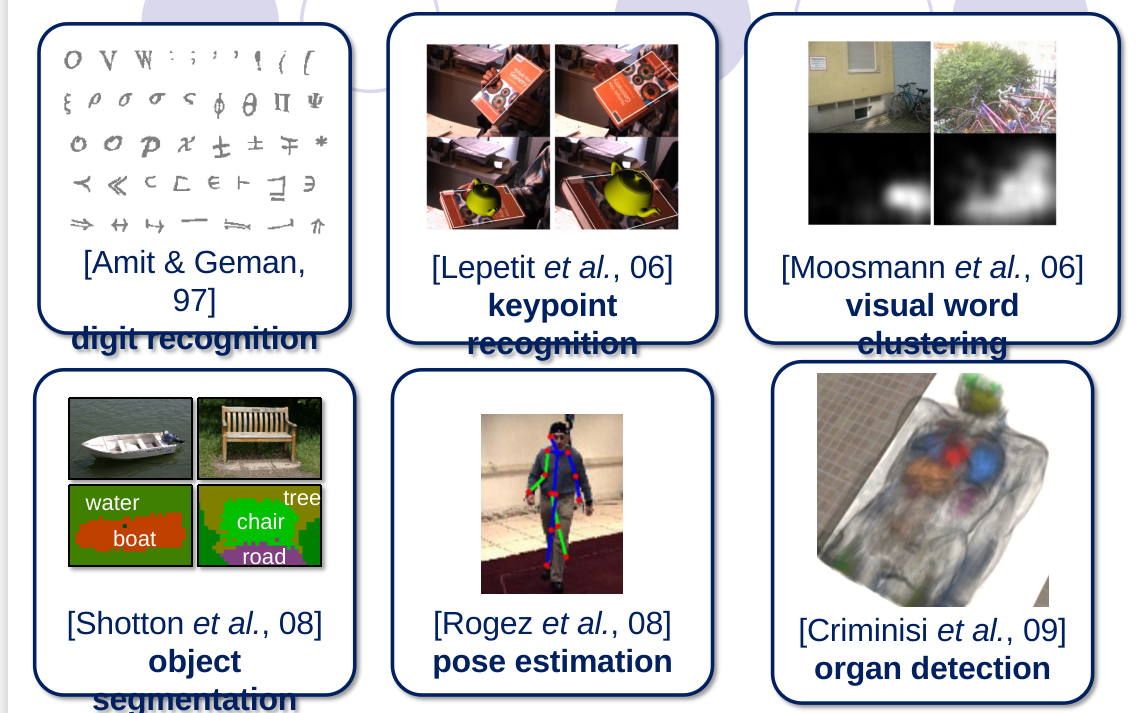 O V W · ; ’ ’ ! ( [
ξ ρ σ σ ς ϕ θ Π Ψ
o O p x ± ± ∓ *
≺ ≪ ⊂ ⊏ ∈ ⊢ ∋
⇒ ↔ ↦ — ⇑
[Amit & Geman,
97]
digit recognition
[Lepetit et al., 06]
keypoint
recognition
[Moosmann et al., 06]
visual word
clustering
water
boat
tree
chair
road
[Shotton et al., 08]
object
segmentation
[Rogez et al., 08]
pose estimation
[Criminisi et al., 09]
organ detection